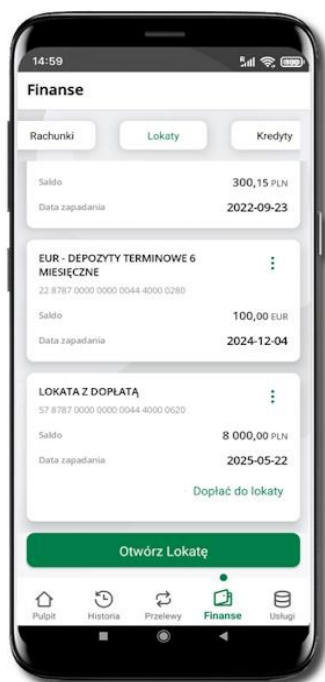 14:59
Finanse
Rachunki Lokaty Kredyty
Saldo 300,15 PLN
Data zapadania 2022-09-23
EUR - DEPOZYTY TERMINOWE 6
MIESIĘCZNE
22 8787 0000 0000 0044 4000 0280
Saldo 100,00 EUR
Data zapadania 2024-12-04
LOKATA Z DOPŁATĄ
57 8787 0000 0000 0044 4000 0620
Saldo 8 000,00 PLN
Data zapadania 2025-05-22
Dopłać do lokaty
Otwórz Lokatę
Pulpit Historia Przelewy Finanse Usługi